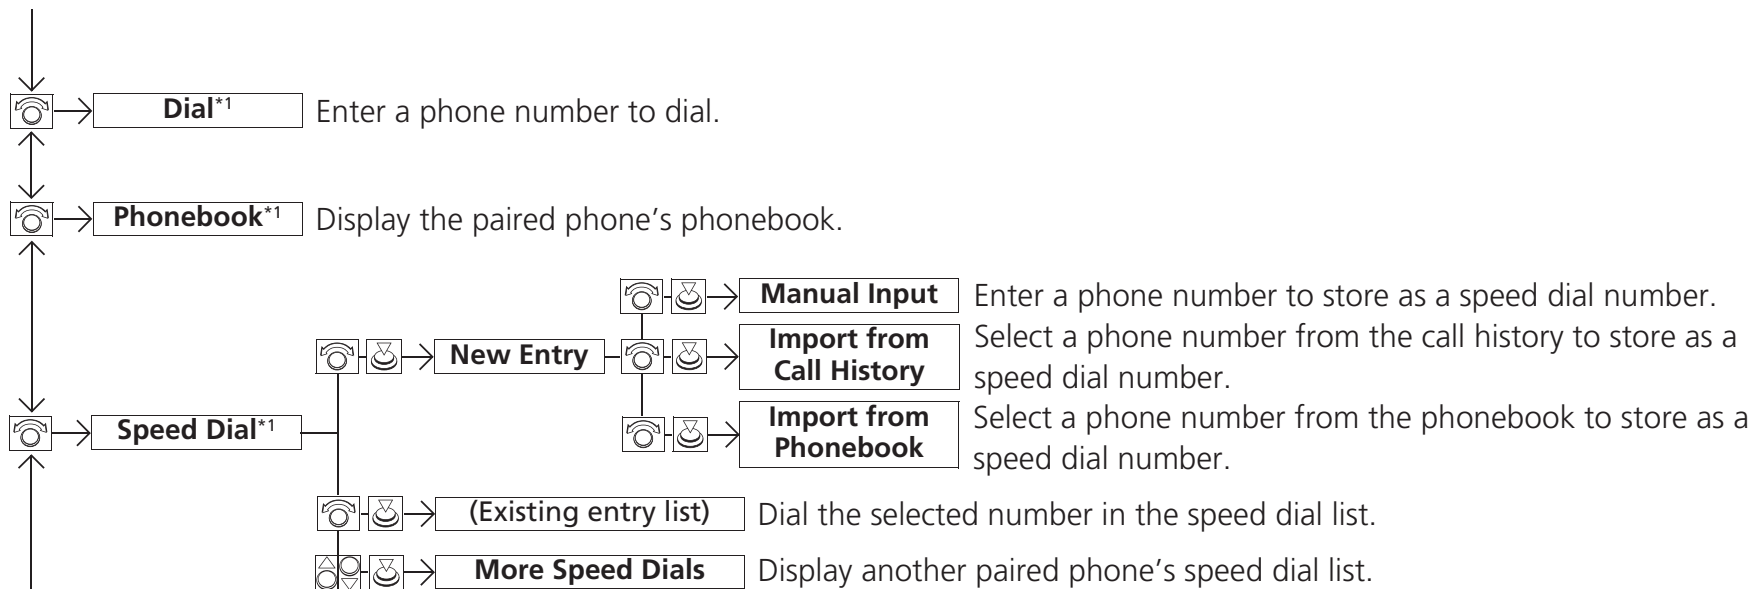 Dial*1 Enter a phone number to dial.
Phonebook*1 Display the paired phone’s phonebook.
Manual Input Enter a phone number to store as a speed dial number.
New Entry
Import from
Call History
Select a phone number from the call history to store as a
speed dial number.
Speed Dial*1
Import from
Phonebook
Select a phone number from the phonebook to store as a
speed dial number.
(Existing entry list) Dial the selected number in the speed dial list.
More Speed Dials Display another paired phone’s speed dial list.